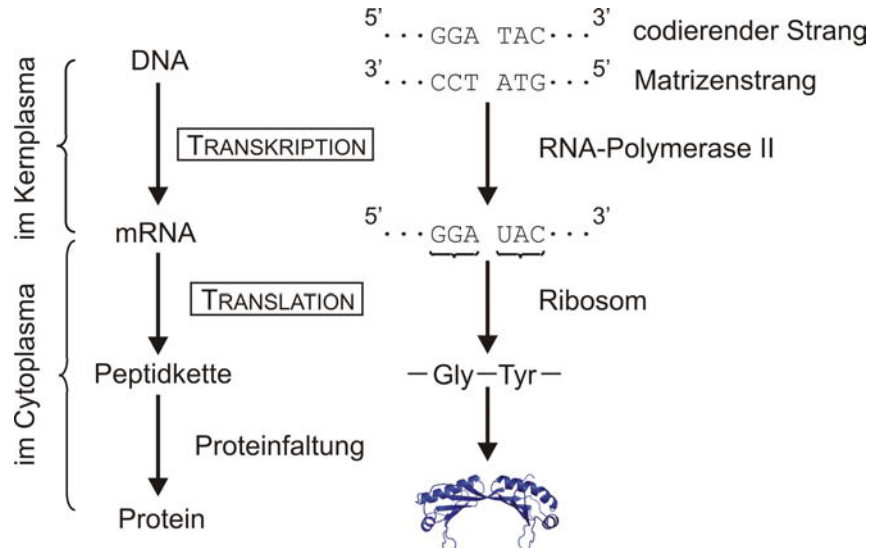 5’ 3’
···GGA TAC··· codierender Strang
DNA
3’ 5’
···CCT ATG··· Matrizenstrang
im Kernplasma
TRANSKRIPTION
RNA-Polymerase II
5’ 3’
mRNA
···GGA UAC···
im Cytoplasma
TRANSLATION
Ribosom
Peptidkette
—Gly—Tyr—
Proteinfaltung
Protein